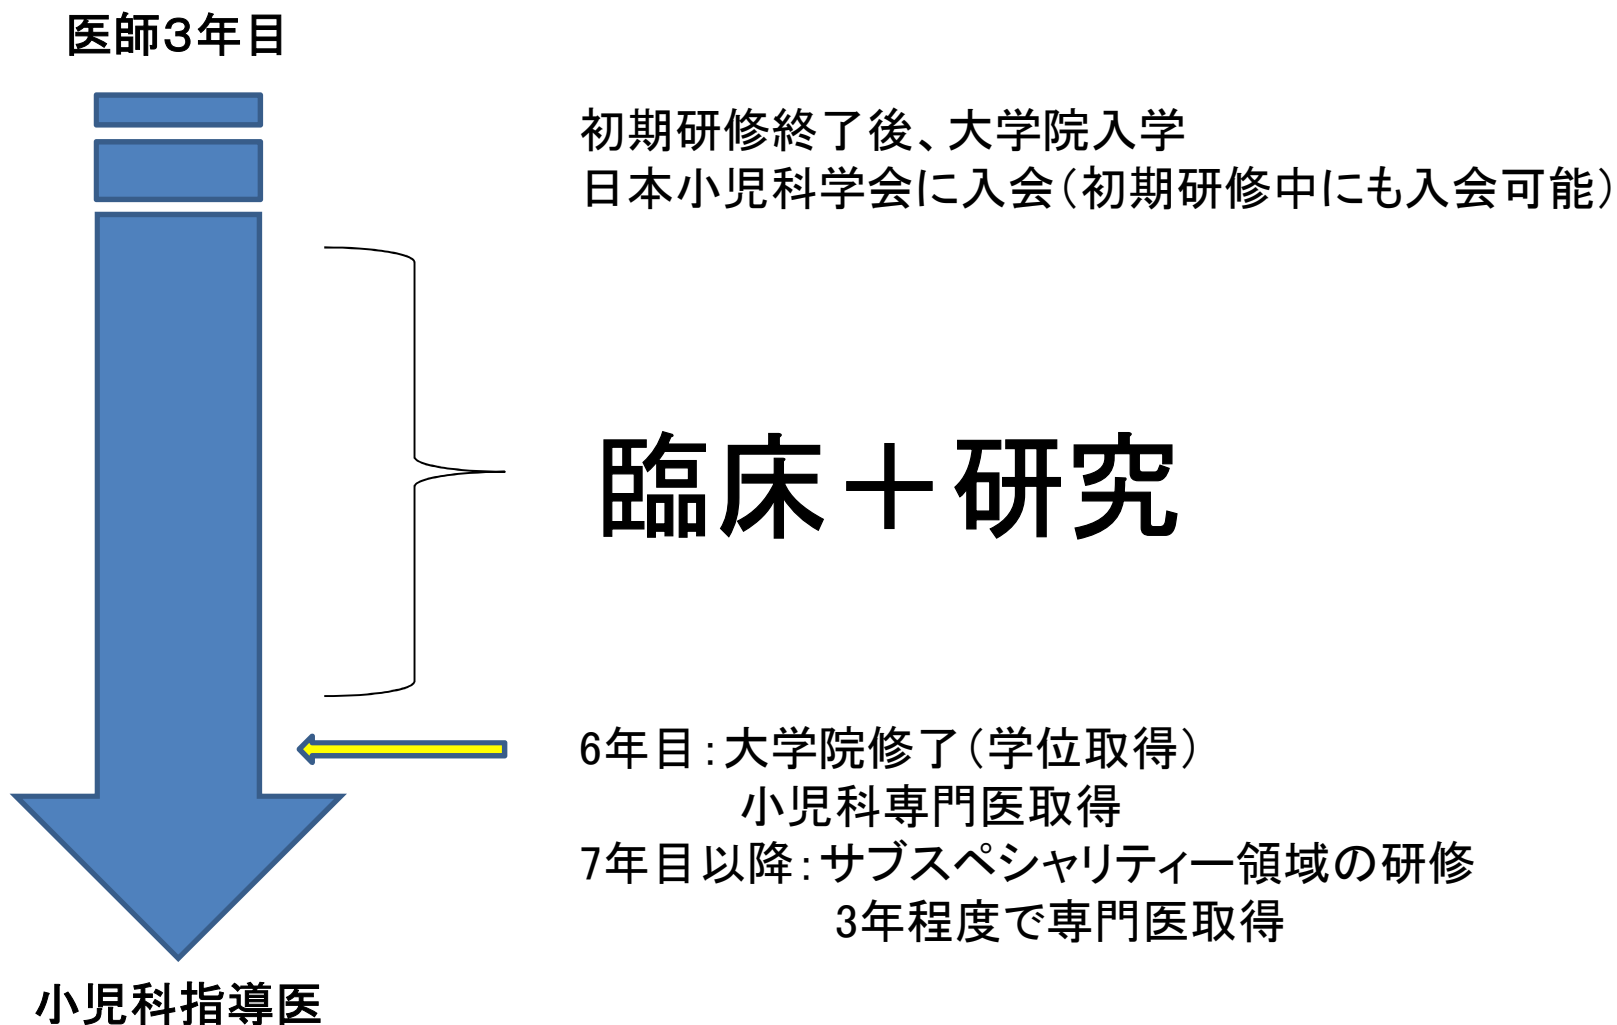 医師3年目
初期研修終了後、大学院入学
日本小児科学会に入会（初期研修中にも入会可能）
臨床＋研究
6年目：大学院修了（学位取得）
小児科専門医取得
7年目以降：サブスペシャリティー領域の研修
3年程度で専門医取得
小児科指導医